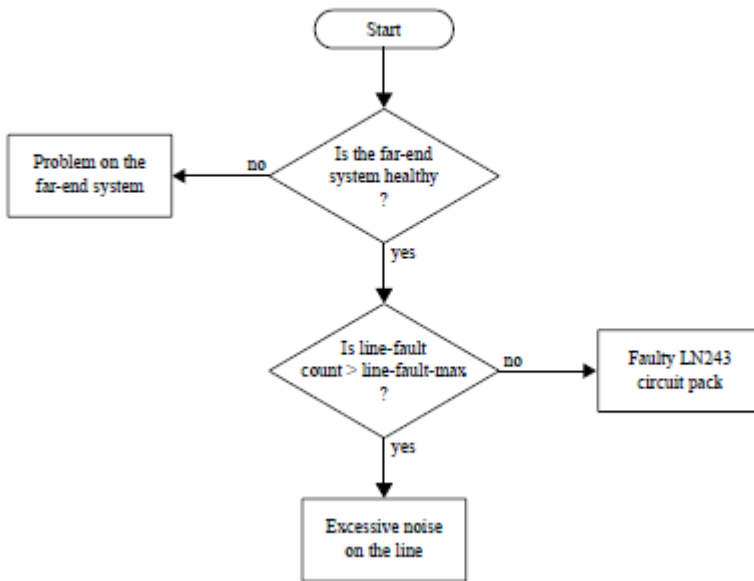 Start
Is the far-end
system healthy
?
no
Problem on the
far-end system
yes
Is line-fault
count > line-fault-max
?
no
Faulty LN243
circuit pack
yes
Excessive noise
on the line